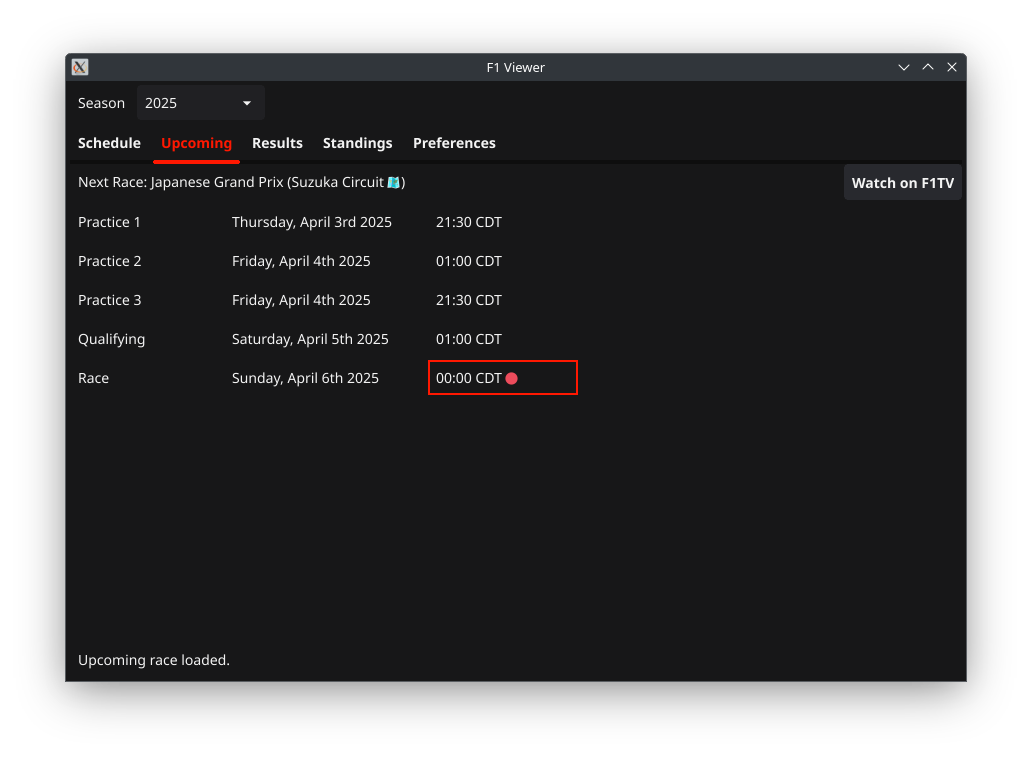 F1 Viewer
Season 2025
Schedule Upcoming Results Standings Preferences
Next Race: Japanese Grand Prix (Suzuka Circuit 🗾) Watch on F1TV
Practice 1 Thursday, April 3rd 2025 21:30 CDT
Practice 2 Friday, April 4th 2025 01:00 CDT
Practice 3 Friday, April 4th 2025 21:30 CDT
Qualifying Saturday, April 5th 2025 01:00 CDT
Race Sunday, April 6th 2025 00:00 CDT 🔴
Upcoming race loaded.